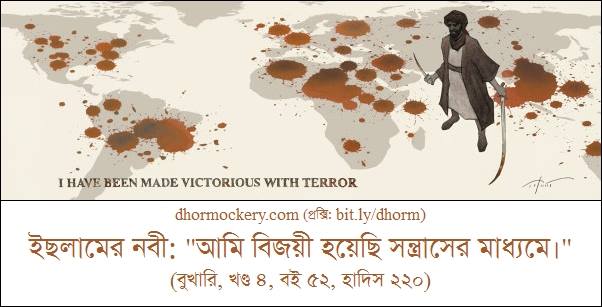 I HAVE BEEN MADE VICTORIOUS WITH TERROR
dhormockery.com (প্রক্সি: bit.ly/dhorm)
ইছলামের নবী: "আমি বিজয়ী হয়েছি সন্ত্রাসের মাধ্যমে।"
(বুখারি, খণ্ড ৪, বই ৫২, হাদিস ২২০)